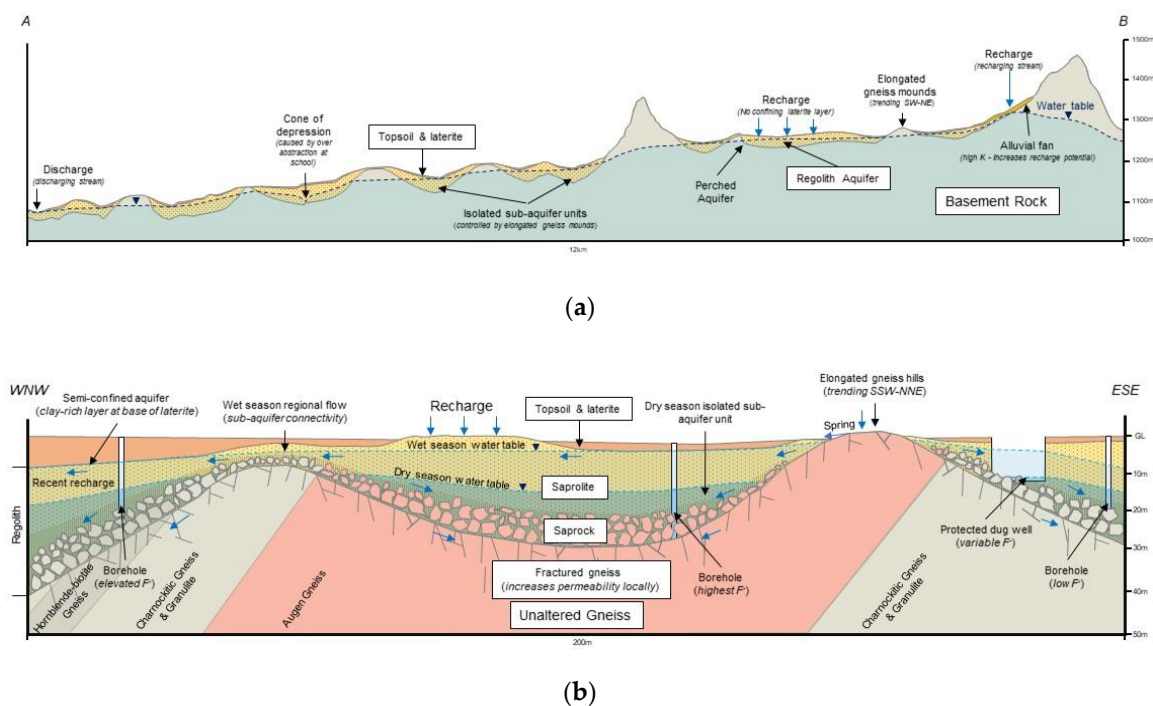 A
B
1500m
1400m
1300m
1200m
1100m
1000m
Recharge
(recharging stream)
Elongated
gneiss mounds
(trending SW-NE)
Recharge
(No confining laterite layer)
Water table
Cone of
depression
(caused by over
abstraction at
school)
Topsoil & laterite
Alluvial fan
(high K - Increases recharge potential)
Discharge
(discharging stream)
Perched
Aquifer
Regolith Aquifer
Isolated sub-aquifer units
(controlled by elongated gneiss mounds)
Basement Rock
12km
(a)
WNW
ESE
Elongated gneiss hills
(trending SSW-NNE)
Semi-confined aquifer
(clay-rich layer at base of laterite)
Wet season regional flow
(sub-aquifer connectivity)
Recharge
Topsoil & laterite
Dry season isolated sub-
aquifer unit
Spring
GL
10m
20m
30m
40m
50m
Wet season water table
Recent recharge
Dry season water table
Saprolite
Saprock
Regolith
Protected dug well
(variable F-)
Borehole
(elevated F-)
Fractured gneiss
(increases permeability locally)
Borehole
(highest F-)
Borehole
(low F-)
Unaltered Gneiss
Hornblende-biotite
Gneiss
Charnockitic Gneiss
& Granulite
Augen Gneiss
Charnockitic Gneiss
& Granulite
200m
(b)